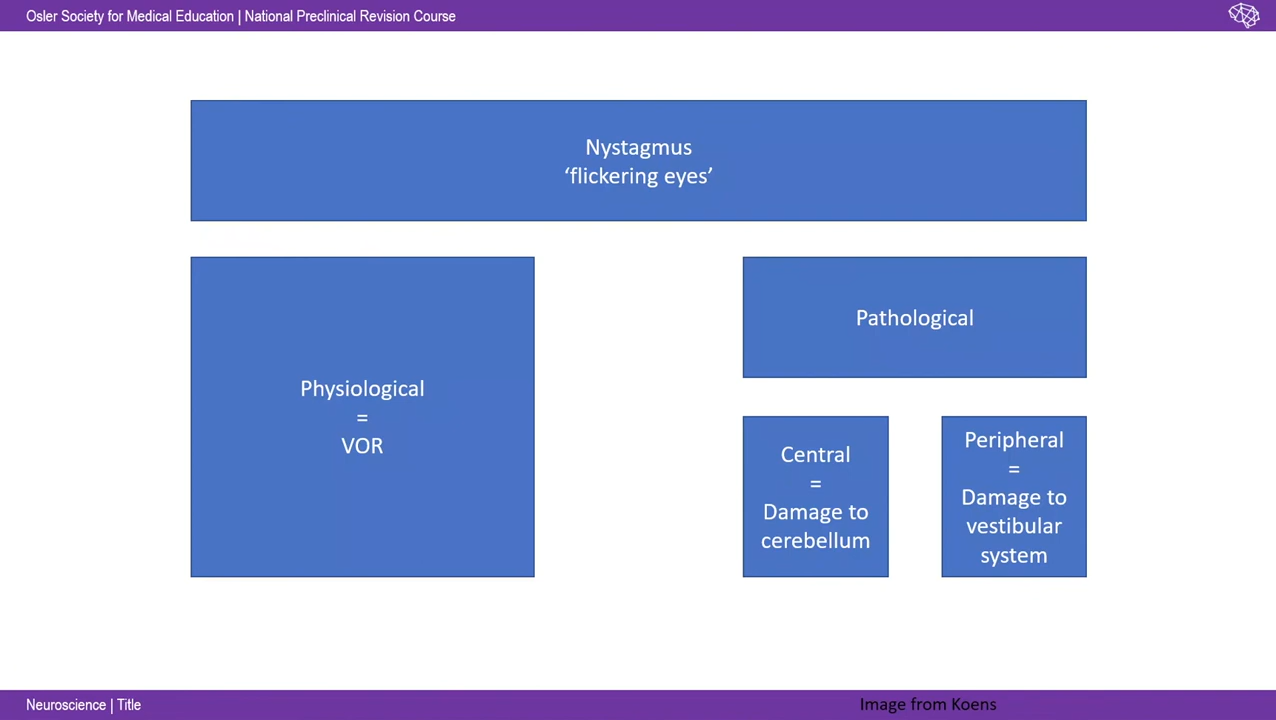 Osler Society for Medical Education | National Preclinical Revision Course
Nystagmus
‘flickering eyes’
Physiological
=
VOR
Pathological
Central
=
Damage to
cerebellum
Peripheral
=
Damage to
vestibular
system
Neuroscience | Title
Image from Koens